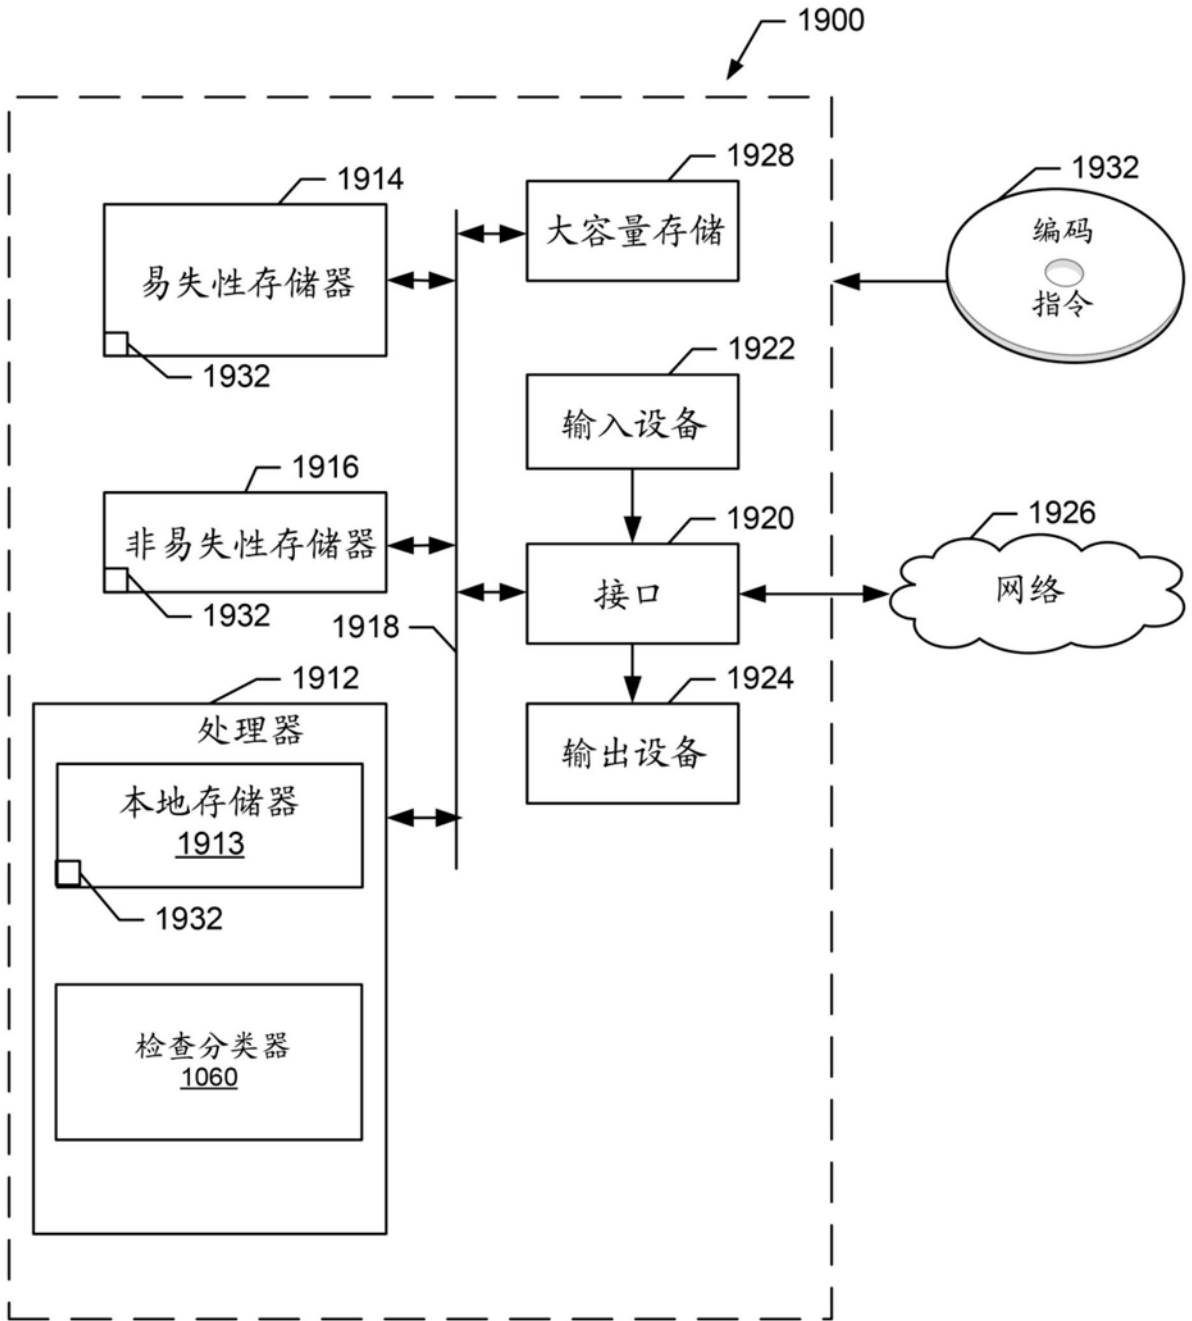 1900
1928
大容量存储
1914
易失性存储器
1932
1932
编码
指令
1922
输入设备
1916
非易失性存储器
1932
1920
接口
1926
网络
1918
1912
处理器
本地存储器
1913
1932
1924
输出设备
检查分类器
1060